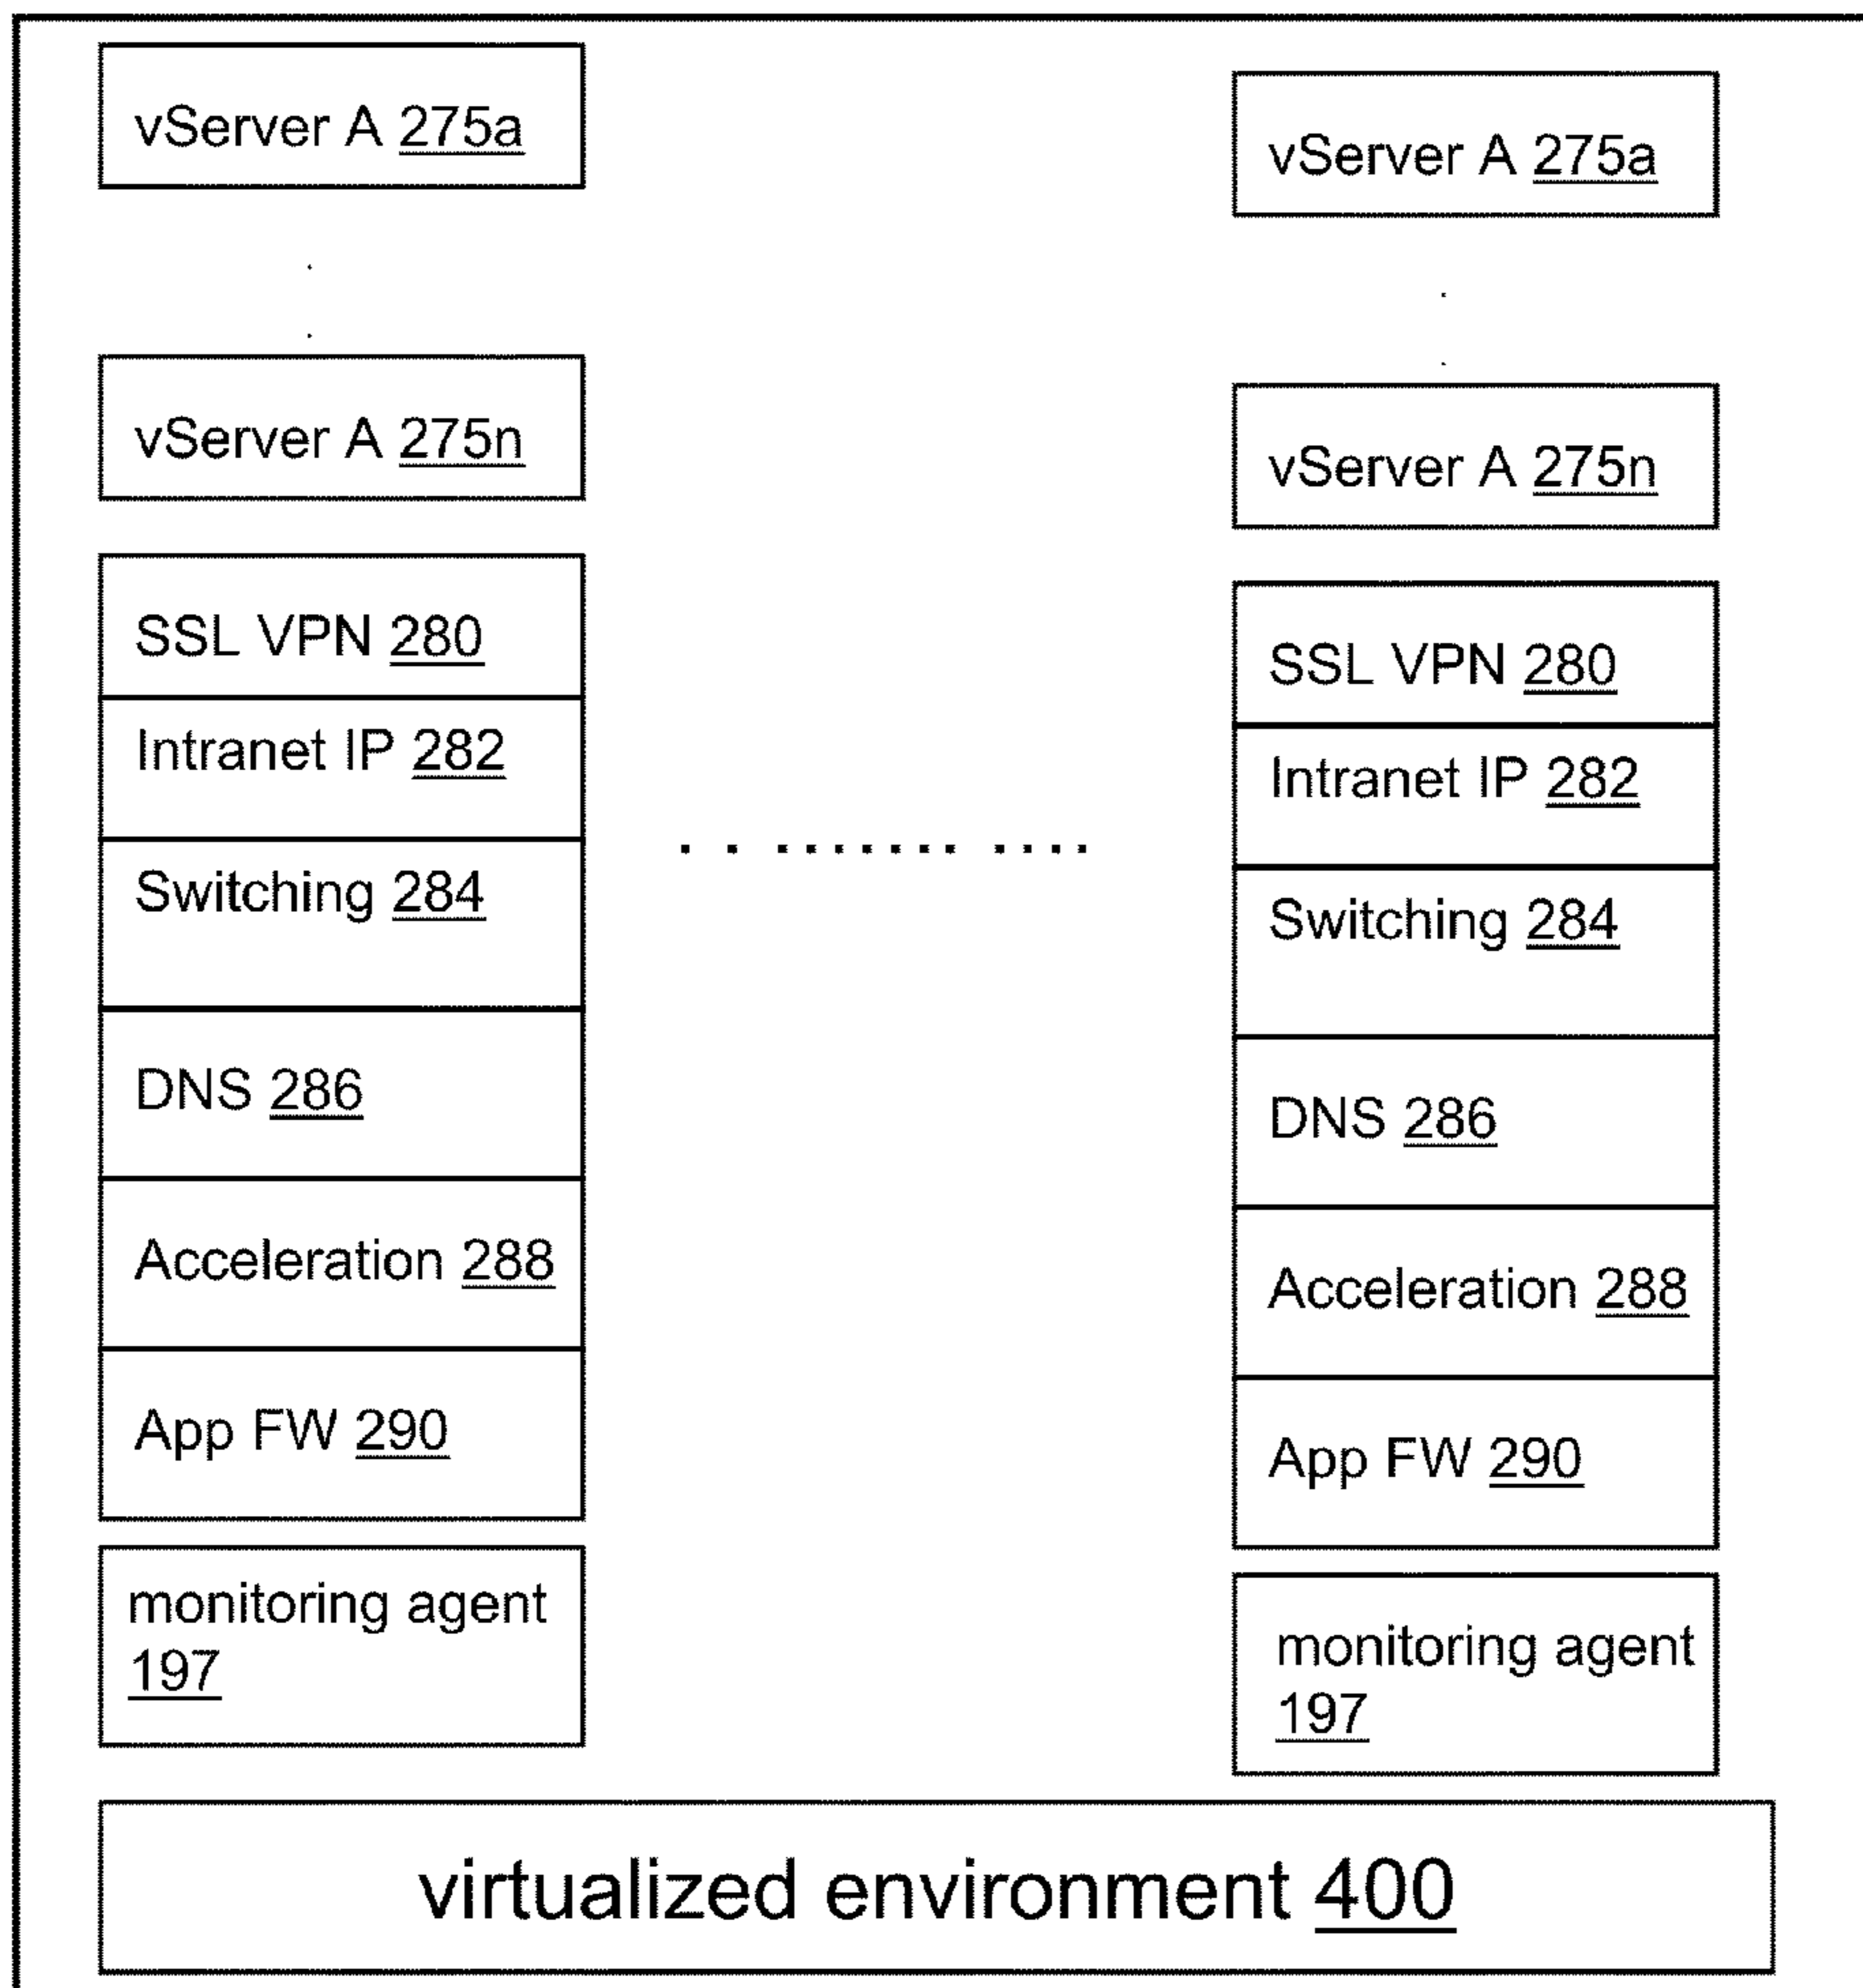 vServer A 275a
vServer A 275n
SSL VPN 280
Intranet IP 282
Switching 284
DNS 286
Acceleration 288
App FW 290
monitoring agent
197
vServer A 275a
vServer A 275n
SSL VPN 280
Intranet IP 282
Switching 284
DNS 286
Acceleration 288
App FW 290
monitoring agent
197
virtualized environment 400